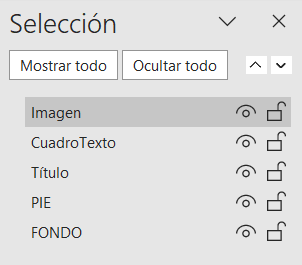 Selección
Mostrar todo Ocultar todo
Imagen
CuadroTexto
Título
PIE
FONDO